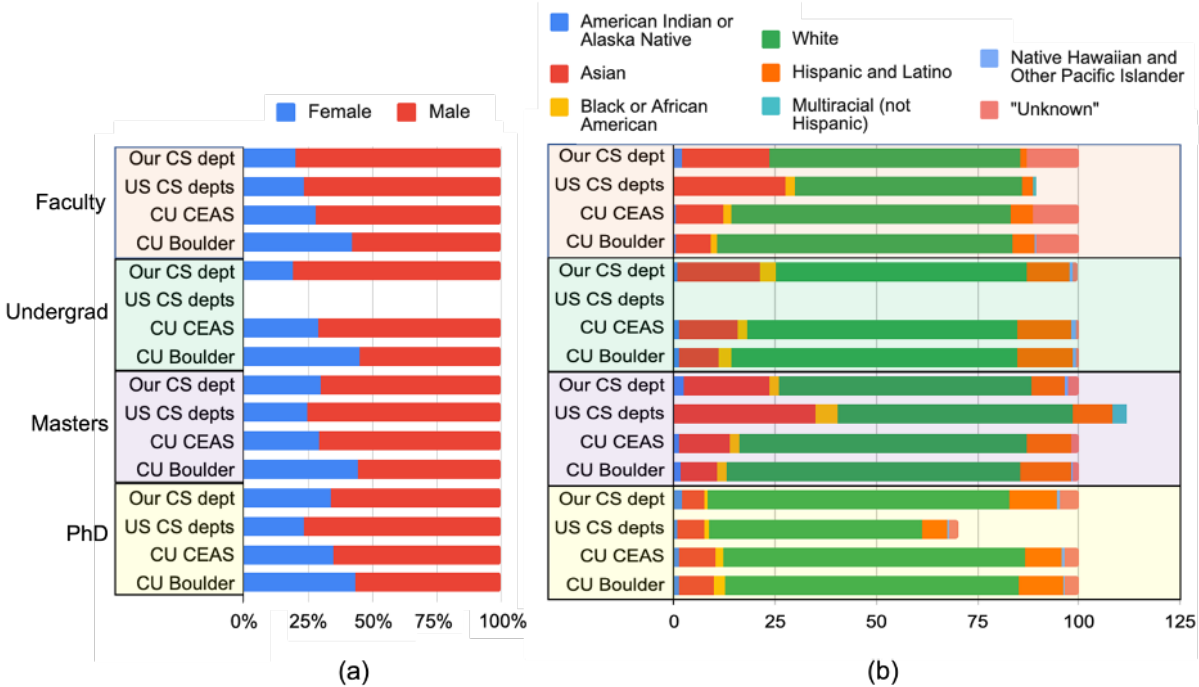 Female
Male
American Indian or
Alaska Native
Asian
Black or African
American
White
Hispanic and Latino
Multiracial (not
Hispanic)
Native Hawaiian and
Other Pacific Islander
"Unknown"
Faculty
Our CS dept
US CS depts
CU CEAS
CU Boulder
Undergrad
Our CS dept
US CS depts
CU CEAS
CU Boulder
Masters
Our CS dept
US CS depts
CU CEAS
CU Boulder
PhD
Our CS dept
US CS depts
CU CEAS
CU Boulder
0% 25% 50% 75% 100%
(a)
Our CS dept
US CS depts
CU CEAS
CU Boulder
Our CS dept
US CS depts
CU CEAS
CU Boulder
Our CS dept
US CS depts
CU CEAS
CU Boulder
Our CS dept
US CS depts
CU CEAS
CU Boulder
0 25 50 75 100 125
(b)